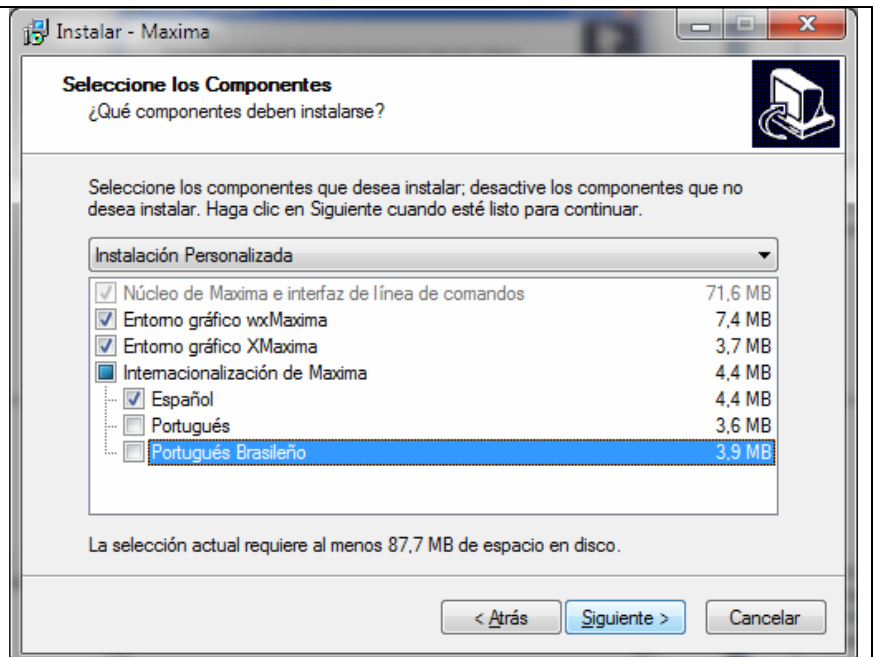 Instalar - Maxima
Seleccione los Componentes
¿Qué componentes deben instalarse?
Seleccione los componentes que desea instalar; desactive los componentes que no
desea instalar. Haga clic en Siguiente cuando esté listo para continuar.
Instalación Personalizada
Núcleo de Maxima e interfaz de línea de comandos 71,6 MB
Entorno gráfico wxMaxima 7,4 MB
Entorno gráfico XMaxima 3,7 MB
Internacionalización de Maxima 4,4 MB
Español 4,4 MB
Portugués 3,6 MB
Portugués Brasileño 3,9 MB
La selección actual requiere al menos 87,7 MB de espacio en disco.
< Atrás Siguiente > Cancelar